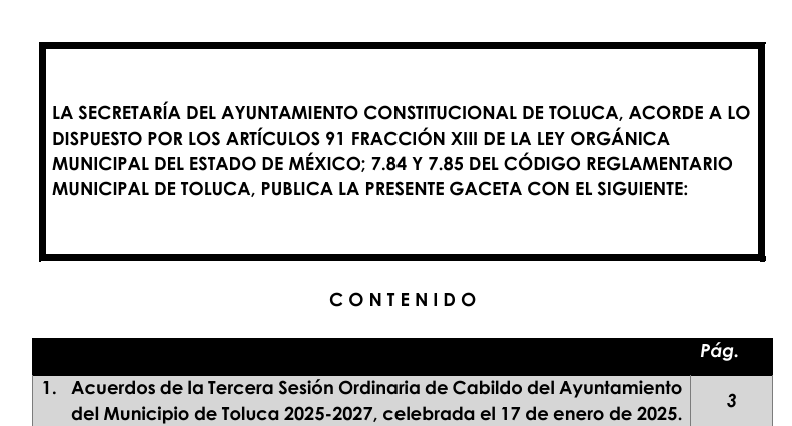 LA SECRETARÍA DEL AYUNTAMIENTO CONSTITUCIONAL DE TOLUCA, ACORDE A LO
DISPUESTO POR LOS ARTÍCULOS 91 FRACCIÓN XIII DE LA LEY ORGÁNICA
MUNICIPAL DEL ESTADO DE MÉXICO; 7.84 Y 7.85 DEL CÓDIGO REGLAMENTARIO
MUNICIPAL DE TOLUCA, PUBLICA LA PRESENTE GACETA CON EL SIGUIENTE:
C O N T E N I D O
Pág.
1. Acuerdos de la Tercera Sesión Ordinaria de Cabildo del Ayuntamiento
del Municipio de Toluca 2025-2027, celebrada el 17 de enero de 2025.
3